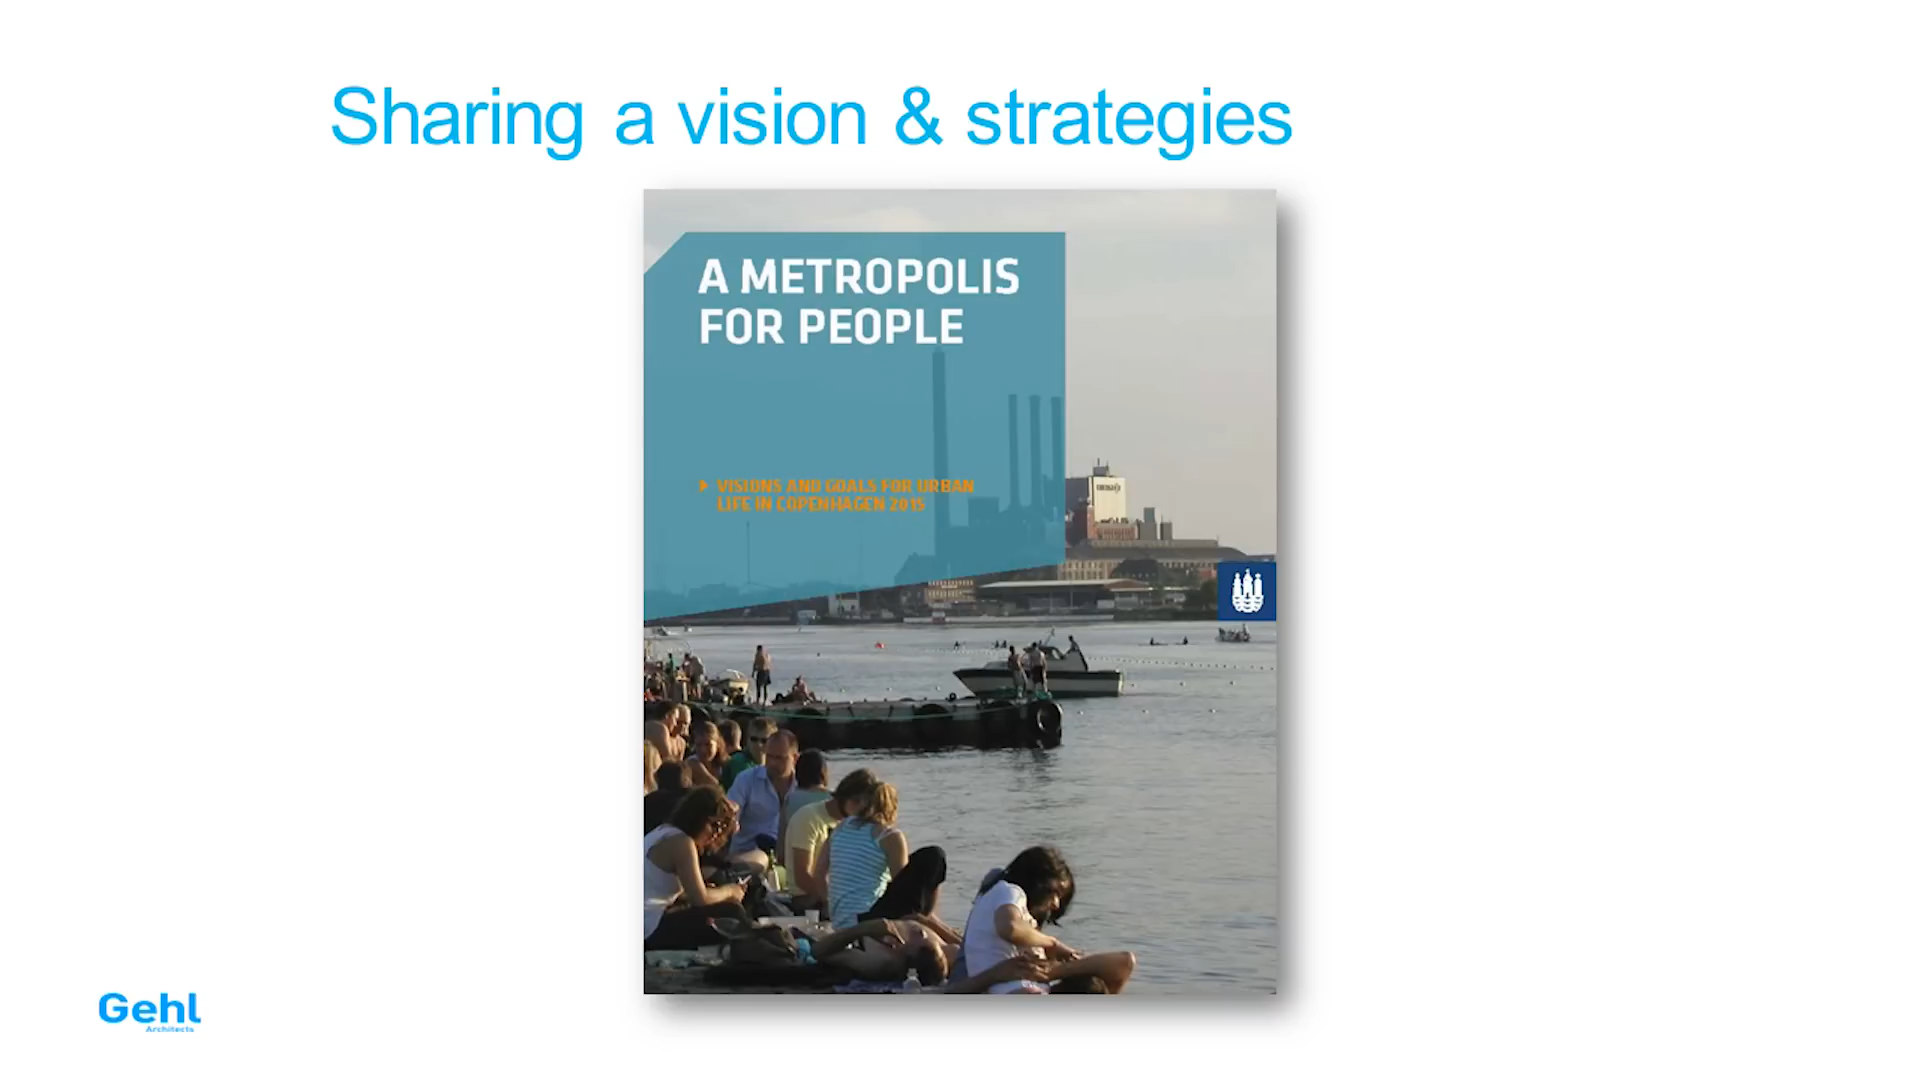 Sharing a vision & strategies
A METROPOLIS
FOR PEOPLE
VISIONS AND GOALS FOR URBAN
LIFE IN COPENHAGEN 2015
Gehl
Architects